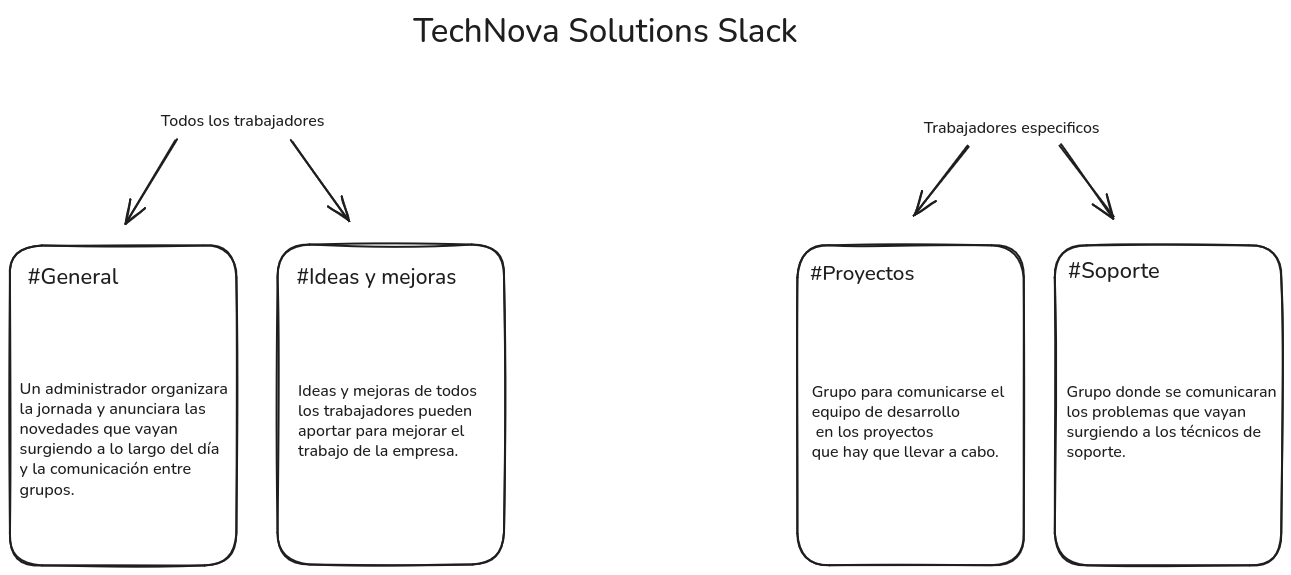 TechNova Solutions Slack
Todos los trabajadores
Trabajadores especificos
#General
Un administrador organizara
la jornada y anunciara las
novedades que vayan
surgiendo a lo largo del día
y la comunicación entre
grupos.
#Ideas y mejoras
Ideas y mejoras de todos
los trabajadores pueden
aportar para mejorar el
trabajo de la empresa.
#Proyectos
Grupo para comunicarse el
equipo de desarrollo
en los proyectos
que hay que llevar a cabo.
#Soporte
Grupo donde se comunicaran
los problemas que vayan
surgiendo a los técnicos de
soporte.